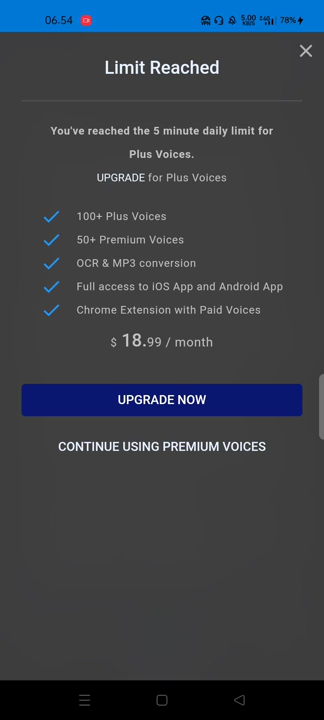 06.54 5.00 KB/S 78%
Limit Reached
You've reached the 5 minute daily limit for
Plus Voices.
UPGRADE for Plus Voices
100+ Plus Voices
50+ Premium Voices
OCR & MP3 conversion
Full access to iOS App and Android App
Chrome Extension with Paid Voices
$ 18.99 / month
UPGRADE NOW
CONTINUE USING PREMIUM VOICES